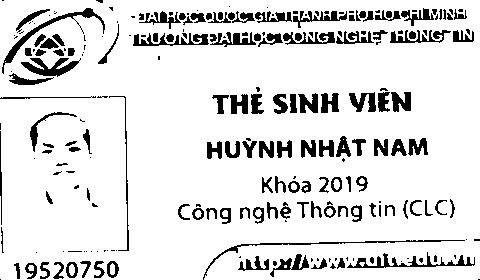 ĐẠI HỌC QUỐC GIA THÀNH PHỐ HỒ CHÍ MINH
TRƯỜNG ĐẠI HỌC CÔNG NGHỆ THÔNG TIN
THẺ SINH VIÊN
HUỲNH NHẬT NAM
Khóa 2019
Công nghệ Thông tin (CLC)
19520750
http://www.uit.edu.vn